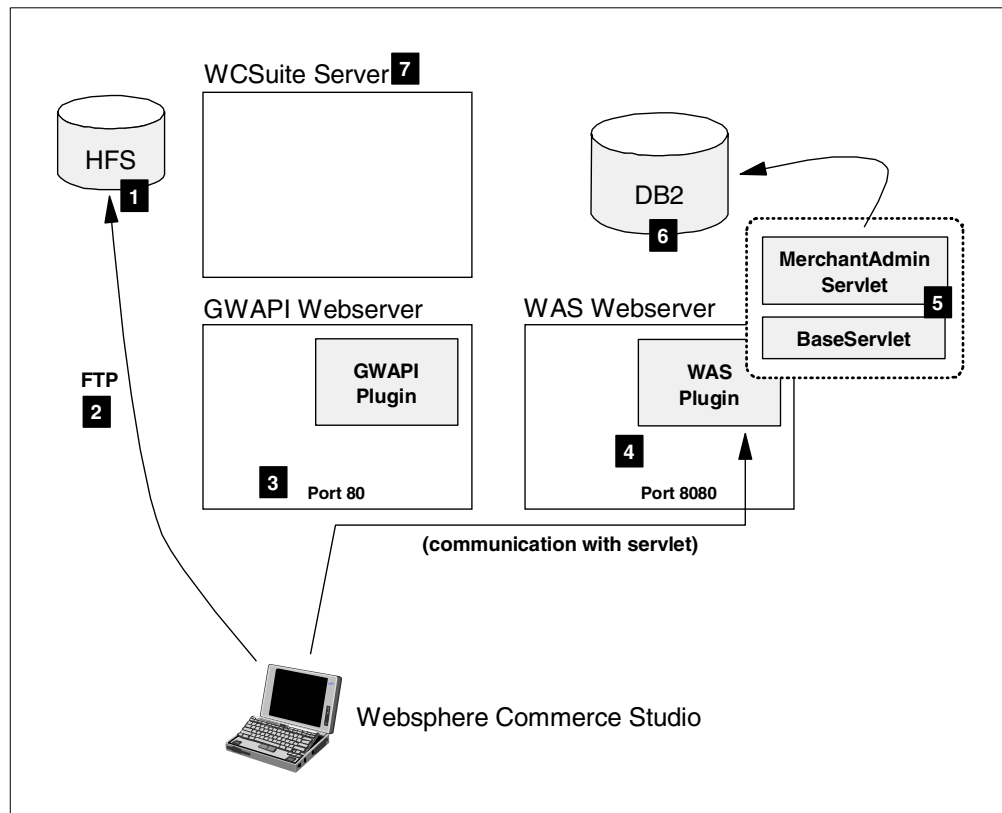 WCSuite Server 7
HFS
1
DB2
6
MerchantAdmin
Servlet
5
BaseServlet
GWAPI Webserver
WAS Webserver
GWAPI
Plugin
WAS
Plugin
FTP
2
3
4
Port 80
Port 8080
(communication with servlet)
Websphere Commerce Studio